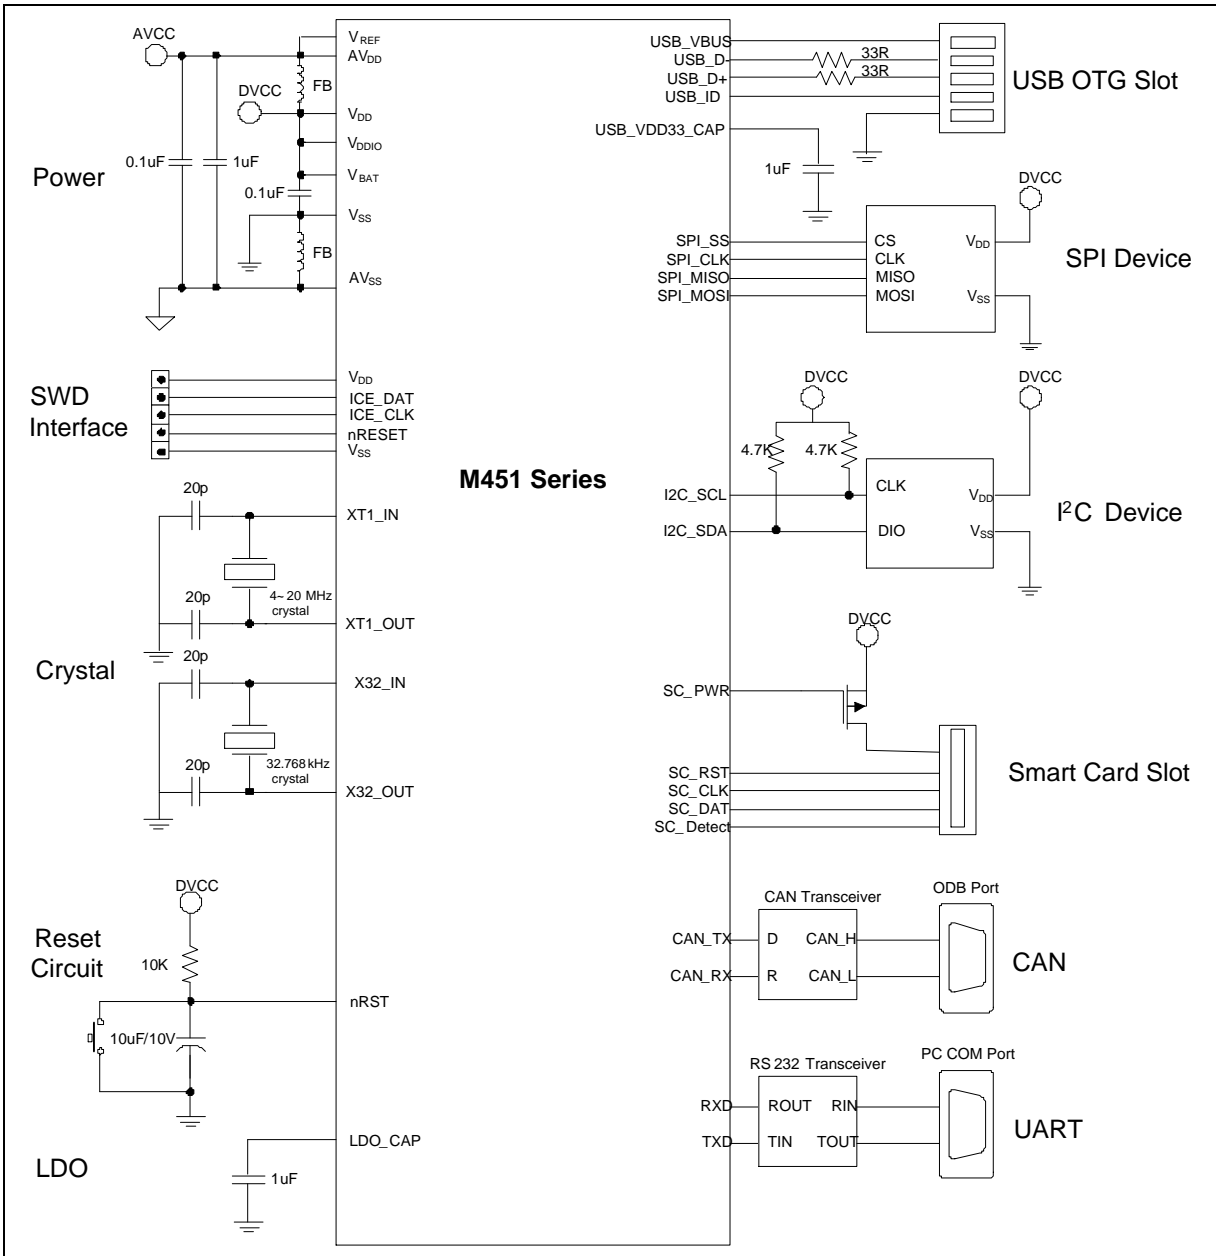 Power
AVCC
DVCC
0.1uF
1uF
0.1uF
FB
FB
VREF
AVDD
VDD
VDDIO
VBAT
VSS
AVSS
SWD
Interface
VDD
ICE_DAT
ICE_CLK
nRESET
VSS
Crystal
20p
XT1_IN
4~20 MHz
crystal
20p
XT1_OUT
20p
X32_IN
32.768kHz
crystal
20p
X32_OUT
Reset
Circuit
DVCC
10K
nRST
10uF/10V
LDO
LDO_CAP
1uF
M451 Series
USB_VBUS
USB_D-
33R
USB_D+
33R
USB_ID
USB_VDD33_CAP
1uF
USB OTG Slot
DVCC
SPI_SS
CS
SPI_CLK
CLK
SPI_MISO
MISO
SPI_MOSI
MOSI
VDD
VSS
SPI Device
DVCC
DVCC
4.7K
4.7K
I2C_SCL
CLK
I2C_SDA
DIO
VDD
VSS
I²C Device
DVCC
SC_PWR
SC_RST
SC_CLK
SC_DAT
SC_Detect
Smart Card Slot
CAN Transceiver
ODB Port
CAN_TX
D
CAN_H
CAN_RX
R
CAN_L
CAN
RS 232 Transceiver
PC COM Port
RXD
ROUT
RIN
TXD
TIN
TOUT
UART